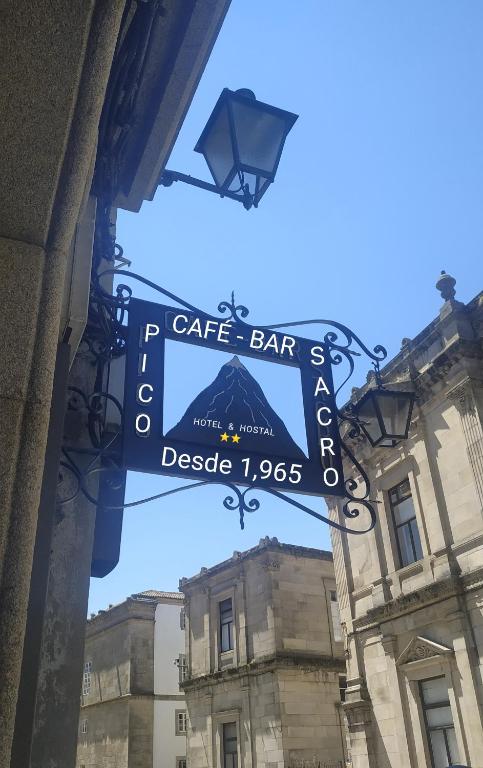 CAFÉ - BAR
PICO
SACRO
HOTEL & HOSTAL
Desde 1,965